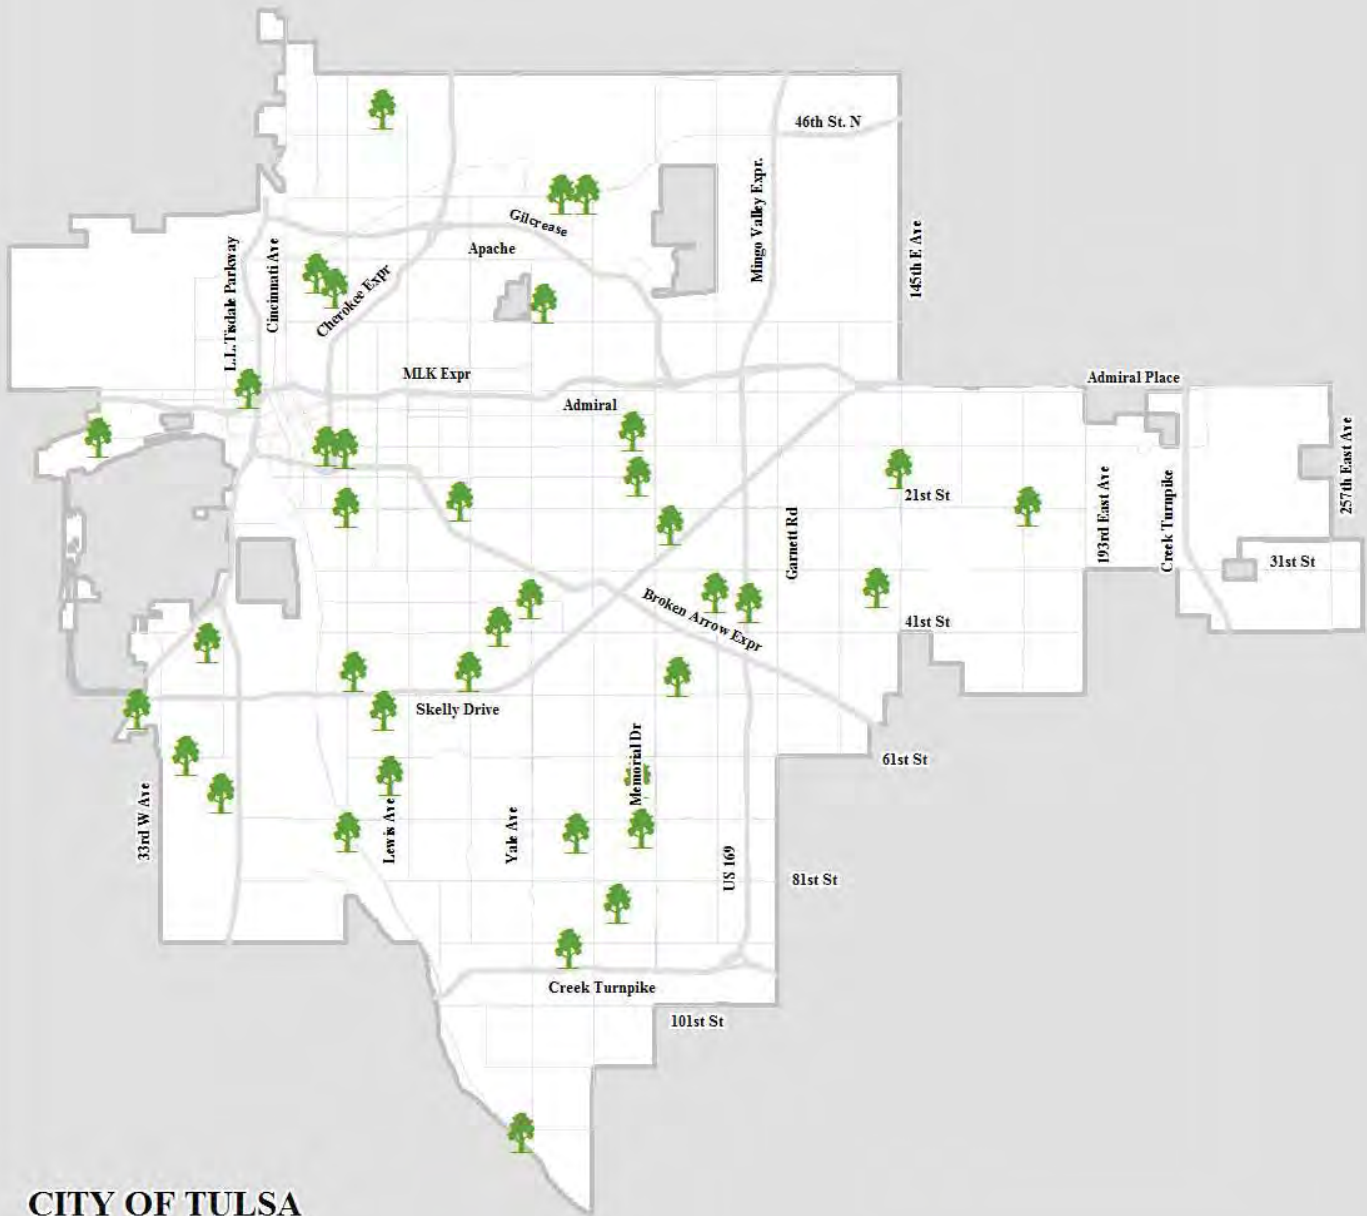 46th St. N
Mingo Valley Expr.
Gilcrease
Apache
L.L. Tisdale Parkway
Cincinnati Ave
Cherokee Expr
145th E Ave
MLK Expr
Admiral Place
Admiral
257th East Ave
193rd East Ave
Creek Turnpike
21st St
Garnett Rd
31st St
Broken Arrow Expr
41st St
Skelly Drive
Memorial Dr
61st St
33rd W Ave
Lewis Ave
Yale Ave
US 169
81st St
Creek Turnpike
101st St
CITY OF TULSA